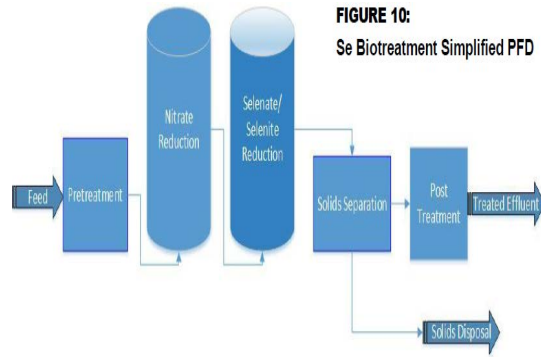 FIGURE 10:
Se Biotreatment Simplified PFD
Feed
Pretreatment
Nitrate
Reduction
Selenate/
Selenite
Reduction
Solids Separation
Post
Treatment
Treated Effluent
Solids Disposal